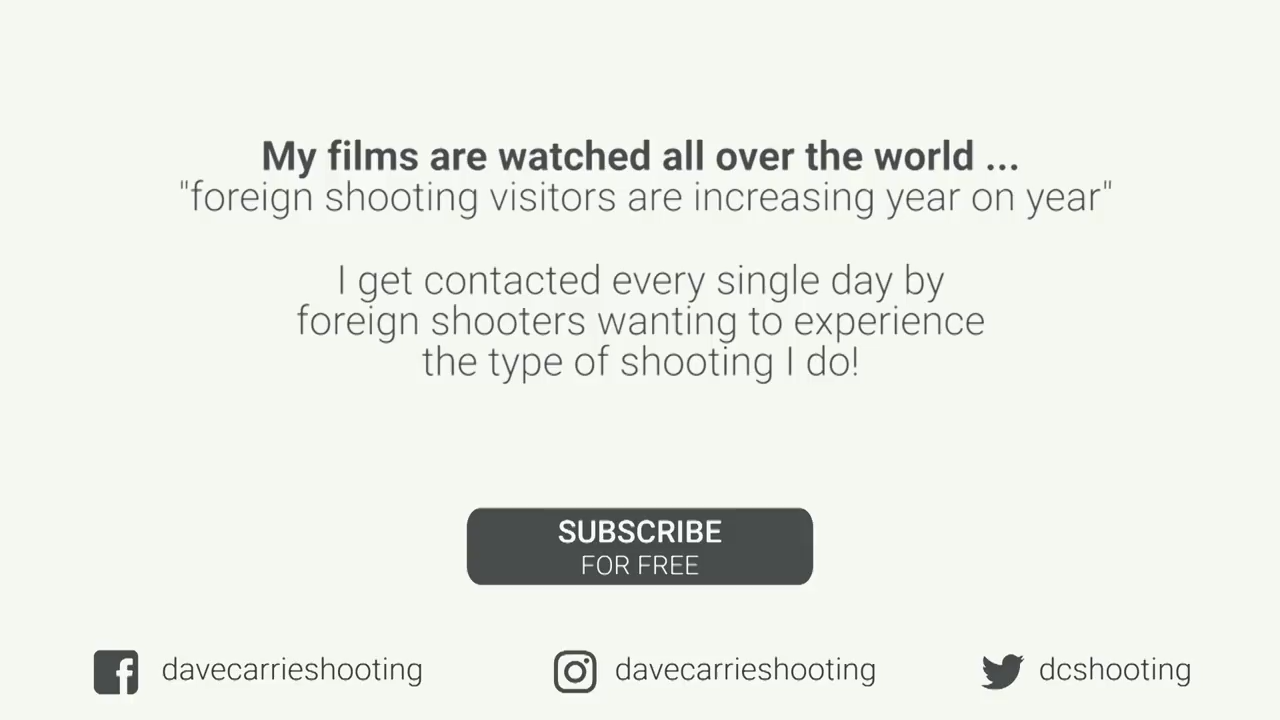 My films are watched all over the world ...
"foreign shooting visitors are increasing year on year"
I get contacted every single day by
foreign shooters wanting to experience
the type of shooting I do!
SUBSCRIBE
FOR FREE
davecarrieshooting
davecarrieshooting
dcshooting